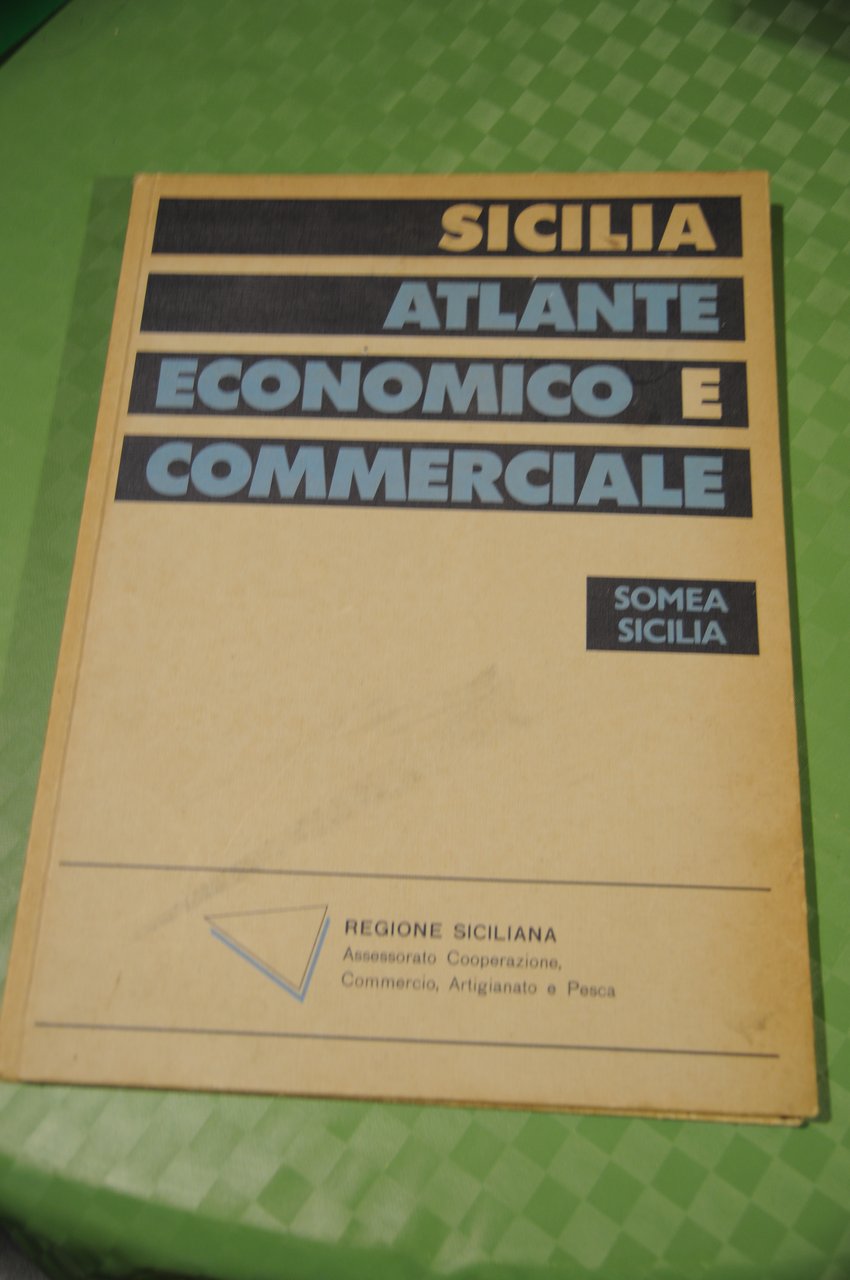 SICILIA
ATLANTE
ECONOMICO E
COMMERCIALE
SOMEA
SICILIA
REGIONE SICILIANA
Assessorato Cooperazione,
Commercio, Artigianato e Pesca